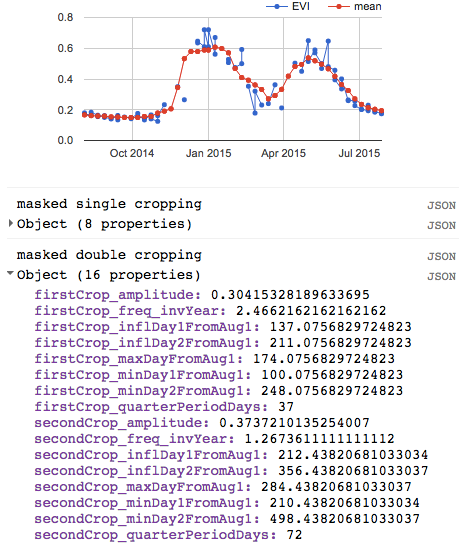 EVI mean
0.8
0.6
0.4
0.2
0.0
Oct 2014 Jan 2015 Apr 2015 Jul 2015
masked single cropping JSON
Object (8 properties) JSON
masked double cropping JSON
Object (16 properties) JSON
firstCrop_amplitude: 0.30415328189633695
firstCrop_freq_invYear: 2.4662162162162162
firstCrop_inflDay1FromAug1: 137.0756829724823
firstCrop_inflDay2FromAug1: 211.0756829724823
firstCrop_maxDayFromAug1: 174.0756829724823
firstCrop_minDay1FromAug1: 100.0756829724823
firstCrop_minDay2FromAug1: 248.0756829724823
firstCrop_quarterPeriodDays: 37
secondCrop_amplitude: 0.3737210135254007
secondCrop_freq_invYear: 1.2673611111111112
secondCrop_inflDay1FromAug1: 212.43820681033034
secondCrop_inflDay2FromAug1: 356.43820681033037
secondCrop_maxDayFromAug1: 284.43820681033037
secondCrop_minDay1FromAug1: 210.43820681033034
secondCrop_minDay2FromAug1: 498.43820681033037
secondCrop_quarterPeriodDays: 72